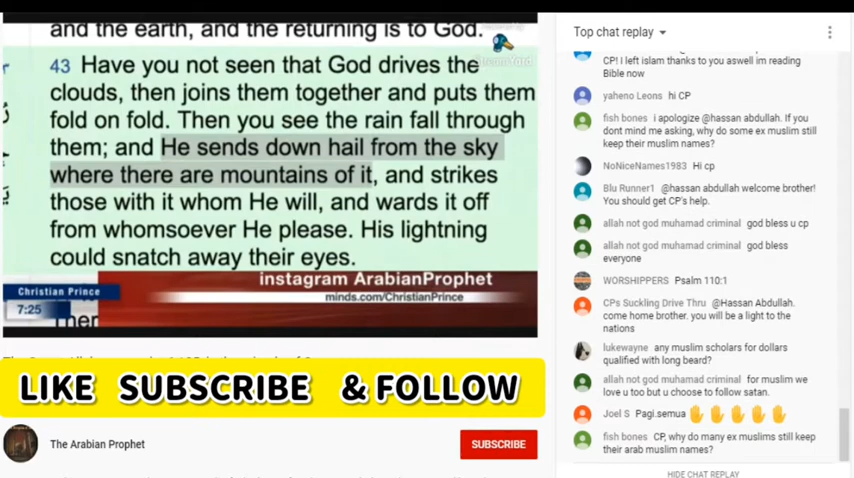 and the earth, and the returning is to God.
43 Have you not seen that God drives the
clouds, then joins them together and puts them
fold on fold. Then you see the rain fall through
them; and He sends down hail from the sky
where there are mountains of it, and strikes
those with it whom He will, and wards it off
from whomsoever He please. His lightning
could snatch away their eyes.
instagram ArabianProphet
Christian Prince
minds.com/ChristianPrince
7:25
LIKE SUBSCRIBE & FOLLOW
The Arabian Prophet
SUBSCRIBE
Top chat replay
CP! I left islam thanks to you aswell im reading
Bible now
yaheno Leons hi CP
fish bones i apologize @hassan abdullah. If you
dont mind me asking, why do some ex muslim still
keep their muslim names?
NoNiceNames1983 Hi cp
Blu Runner1 @hassan abdullah welcome brother!
You should get CP's help.
allah not god muhamad criminal god bless u cp
allah not god muhamad criminal god bless
everyone
WORSHIPPERS Psalm 110:1
CPs Suckling Drive Thru @Hassan Abdullah.
come home brother. you will be a light to the
nations
lukewayne any muslim scholars for dollars
qualified with long beard?
allah not god muhamad criminal for muslim we
love u too but u choose to follow satan.
Joel S Pagi.semua ✋✋✋✋✋
fish bones CP, why do many ex muslims still keep
their arab muslim names?
HIDE CHAT REPLAY